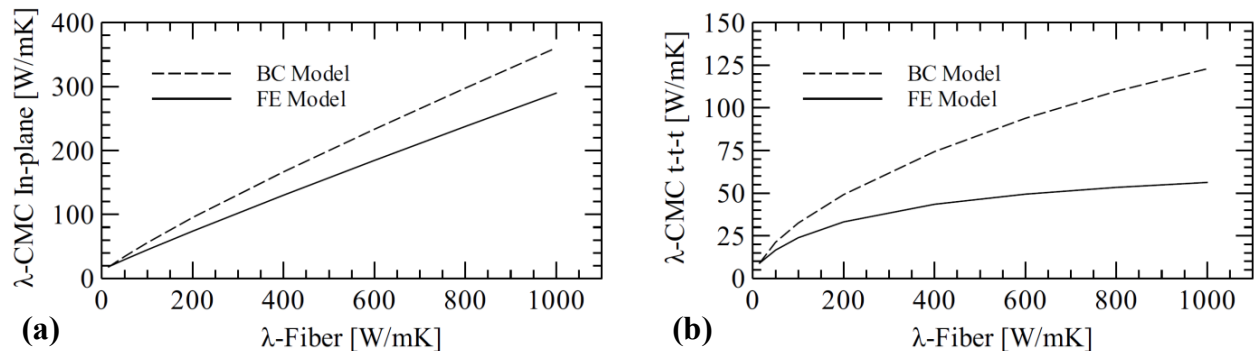 400
300
200
100
0
λ-CMC In-plane [W/mK]
BC Model
FE Model
0 200 400 600 800 1000
λ-Fiber [W/mK]
(a)
150
125
100
75
50
25
0
λ-CMC t-t-t [W/mK]
BC Model
FE Model
0 200 400 600 800 1000
λ-Fiber [W/mK]
(b)